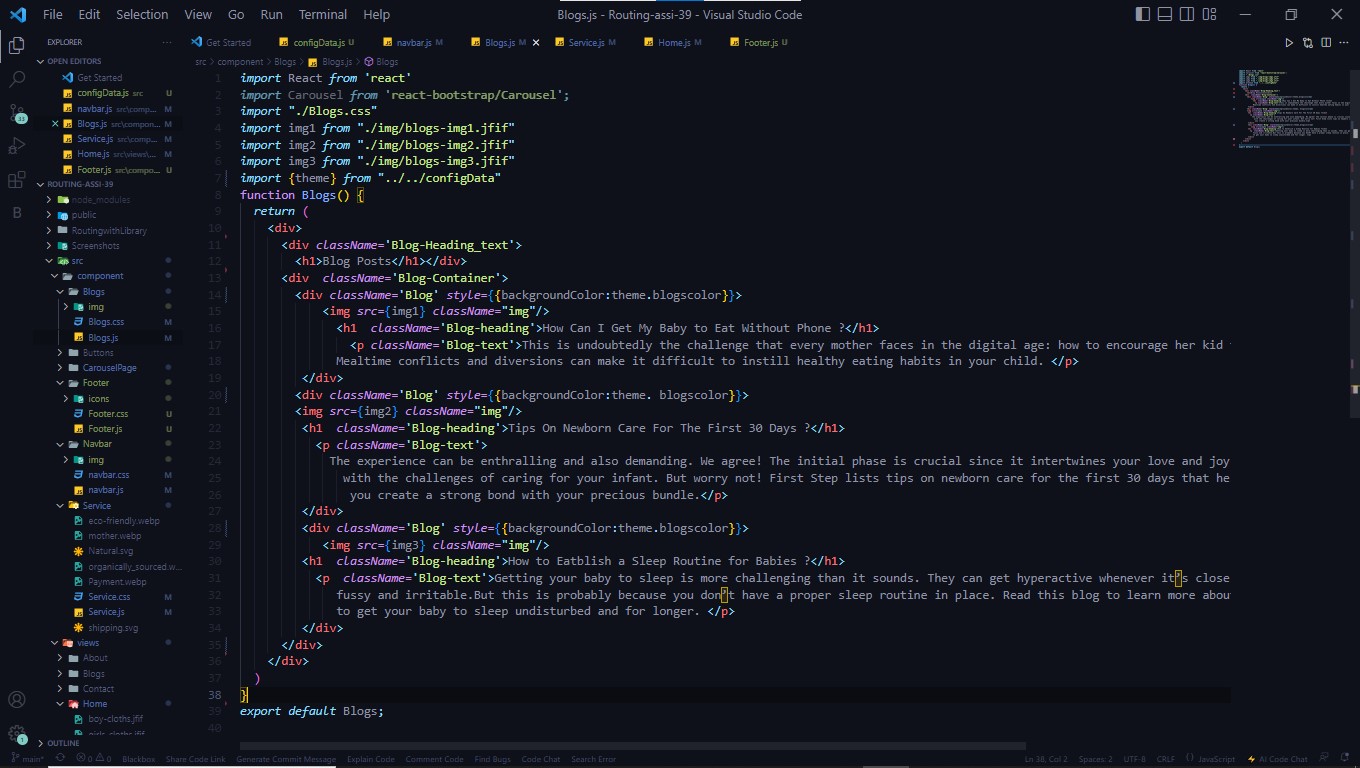 File Edit Selection View Go Run Terminal Help
Blogs.js - Routing-assi-39 - Visual Studio Code
EXPLORER
OPEN EDITORS
Get Started
configData.js src U
navbar.js src\comp... M
Blogs.js src\compon... M
Service.js src\comp... M
Home.js src\views\... M
Footer.js src\compo... U
ROUTING-ASSI-39
node_modules
public
RoutingwithLibrary
Screenshots
src
component
Blogs
img
Blogs.css M
Blogs.js M
Buttons
CarouselPage
Footer
icons
Footer.css U
Footer.js U
Navbar
img
navbar.css M
navbar.js M
Service
eco-friendly.webp
mother.webp
Natural.svg
organically_sourced.w...
Payment.webp
Service.css M
Service.js M
shipping.svg
views
About
Blogs
Contact
Home
boy-cloths.jfif
girls-cloths.jfif
OUTLINE
33
B
1
Get Started configData.js U navbar.js M Blogs.js M Service.js M Home.js M Footer.js U
src > component > Blogs > Blogs.js > Blogs
1 import React from 'react'
2 import Carousel from 'react-bootstrap/Carousel';
3 import "./Blogs.css"
4 import img1 from "./img/blogs-img1.jfif"
5 import img2 from "./img/blogs-img2.jfif"
6 import img3 from "./img/blogs-img3.jfif"
7 import {theme} from "../../configData"
8 function Blogs() {
9 return (
10 <div>
11 <div className='Blog-Heading_text'>
12 <h1>Blog Posts</h1></div>
13 <div  className='Blog-Container'>
14 <div className='Blog' style={{backgroundColor:theme.blogscolor}}>
15 <img src={img1} className="img"/>
16 <h1  className='Blog-heading'>How Can I Get My Baby to Eat Without Phone ?</h1>
17 <p className='Blog-text'>This is undoubtedly the challenge that every mother faces in the digital age: how to encourage her kid
18 Mealtime conflicts and diversions can make it difficult to instill healthy eating habits in your child. </p>
19 </div>
20 <div className='Blog' style={{backgroundColor:theme. blogscolor}}>
21 <img src={img2} className="img"/>
22 <h1  className='Blog-heading'>Tips On Newborn Care For The First 30 Days ?</h1>
23 <p className='Blog-text'>
24 The experience can be enthralling and also demanding. We agree! The initial phase is crucial since it intertwines your love and joy
25 with the challenges of caring for your infant. But worry not! First Step lists tips on newborn care for the first 30 days that he
26 you create a strong bond with your precious bundle.</p>
27 </div>
28 <div className='Blog' style={{backgroundColor:theme.blogscolor}}>
29 <img src={img3} className="img"/>
30 <h1  className='Blog-heading'>How to Eatblish a Sleep Routine for Babies ?</h1>
31 <p  className='Blog-text'>Getting your baby to sleep is more challenging than it sounds. They can get hyperactive whenever it’s close
32 fussy and irritable.But this is probably because you don’t have a proper sleep routine in place. Read this blog to learn more abou
33 to get your baby to sleep undisturbed and for longer. </p>
34 </div>
35 </div>
36 </div>
37 )
38 }
39 export default Blogs;
40
main* 0 0 Blackbox Share Code Link Generate Commit Message Explain Code Comment Code Find Bugs Code Chat Search Error Ln 38, Col 2 Spaces: 2 UTF-8 CRLF JavaScript AI Code Chat